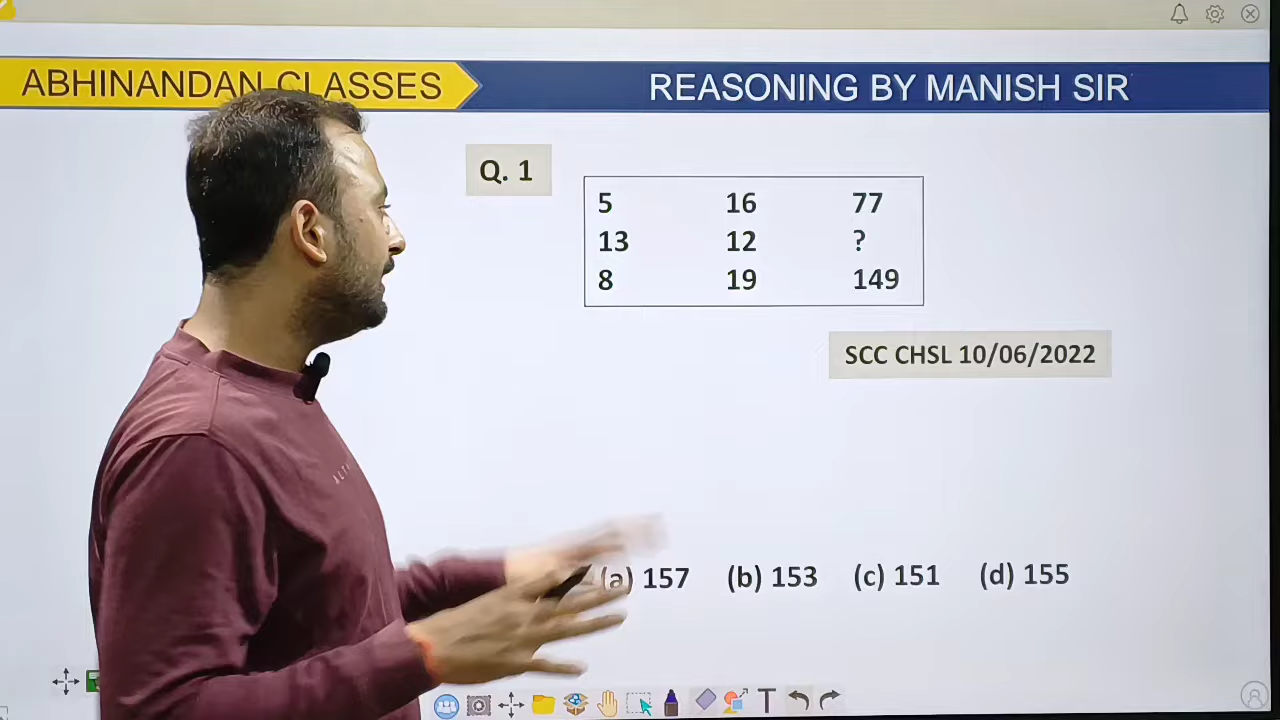 ABHINANDAN CLASSES
REASONING BY MANISH SIR
Q. 1
5 16 77
13 12 ?
8 19 149
SCC CHSL 10/06/2022
(a) 157 (b) 153 (c) 151 (d) 155